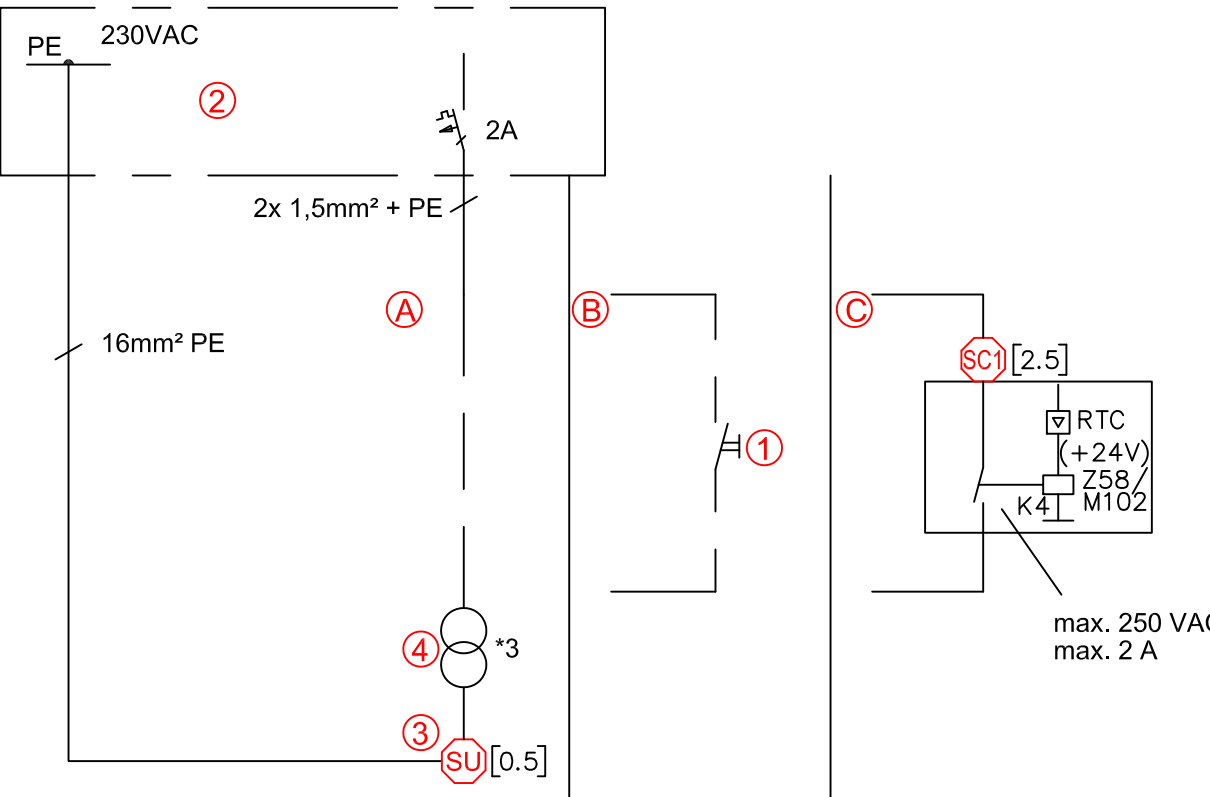 230VAC
PE
2
2A
2x 1,5mm² + PE
A
B
C
16mm² PE
SC1 [2.5]
RTC
(+24V)
1
Z58/
K4 M102
max. 250 VAC
max. 2 A
4 *3
3
SU [0.5]